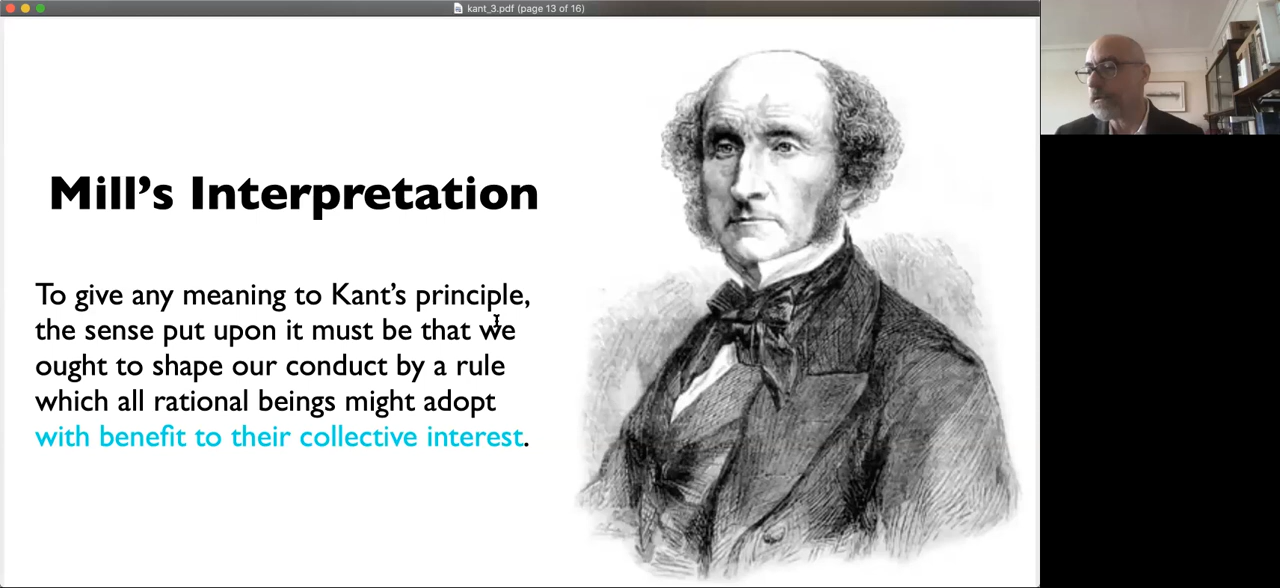 kant_3.pdf (page 13 of 16)
Mill’s Interpretation
To give any meaning to Kant’s principle,
the sense put upon it must be that we
ought to shape our conduct by a rule
which all rational beings might adopt
with benefit to their collective interest.